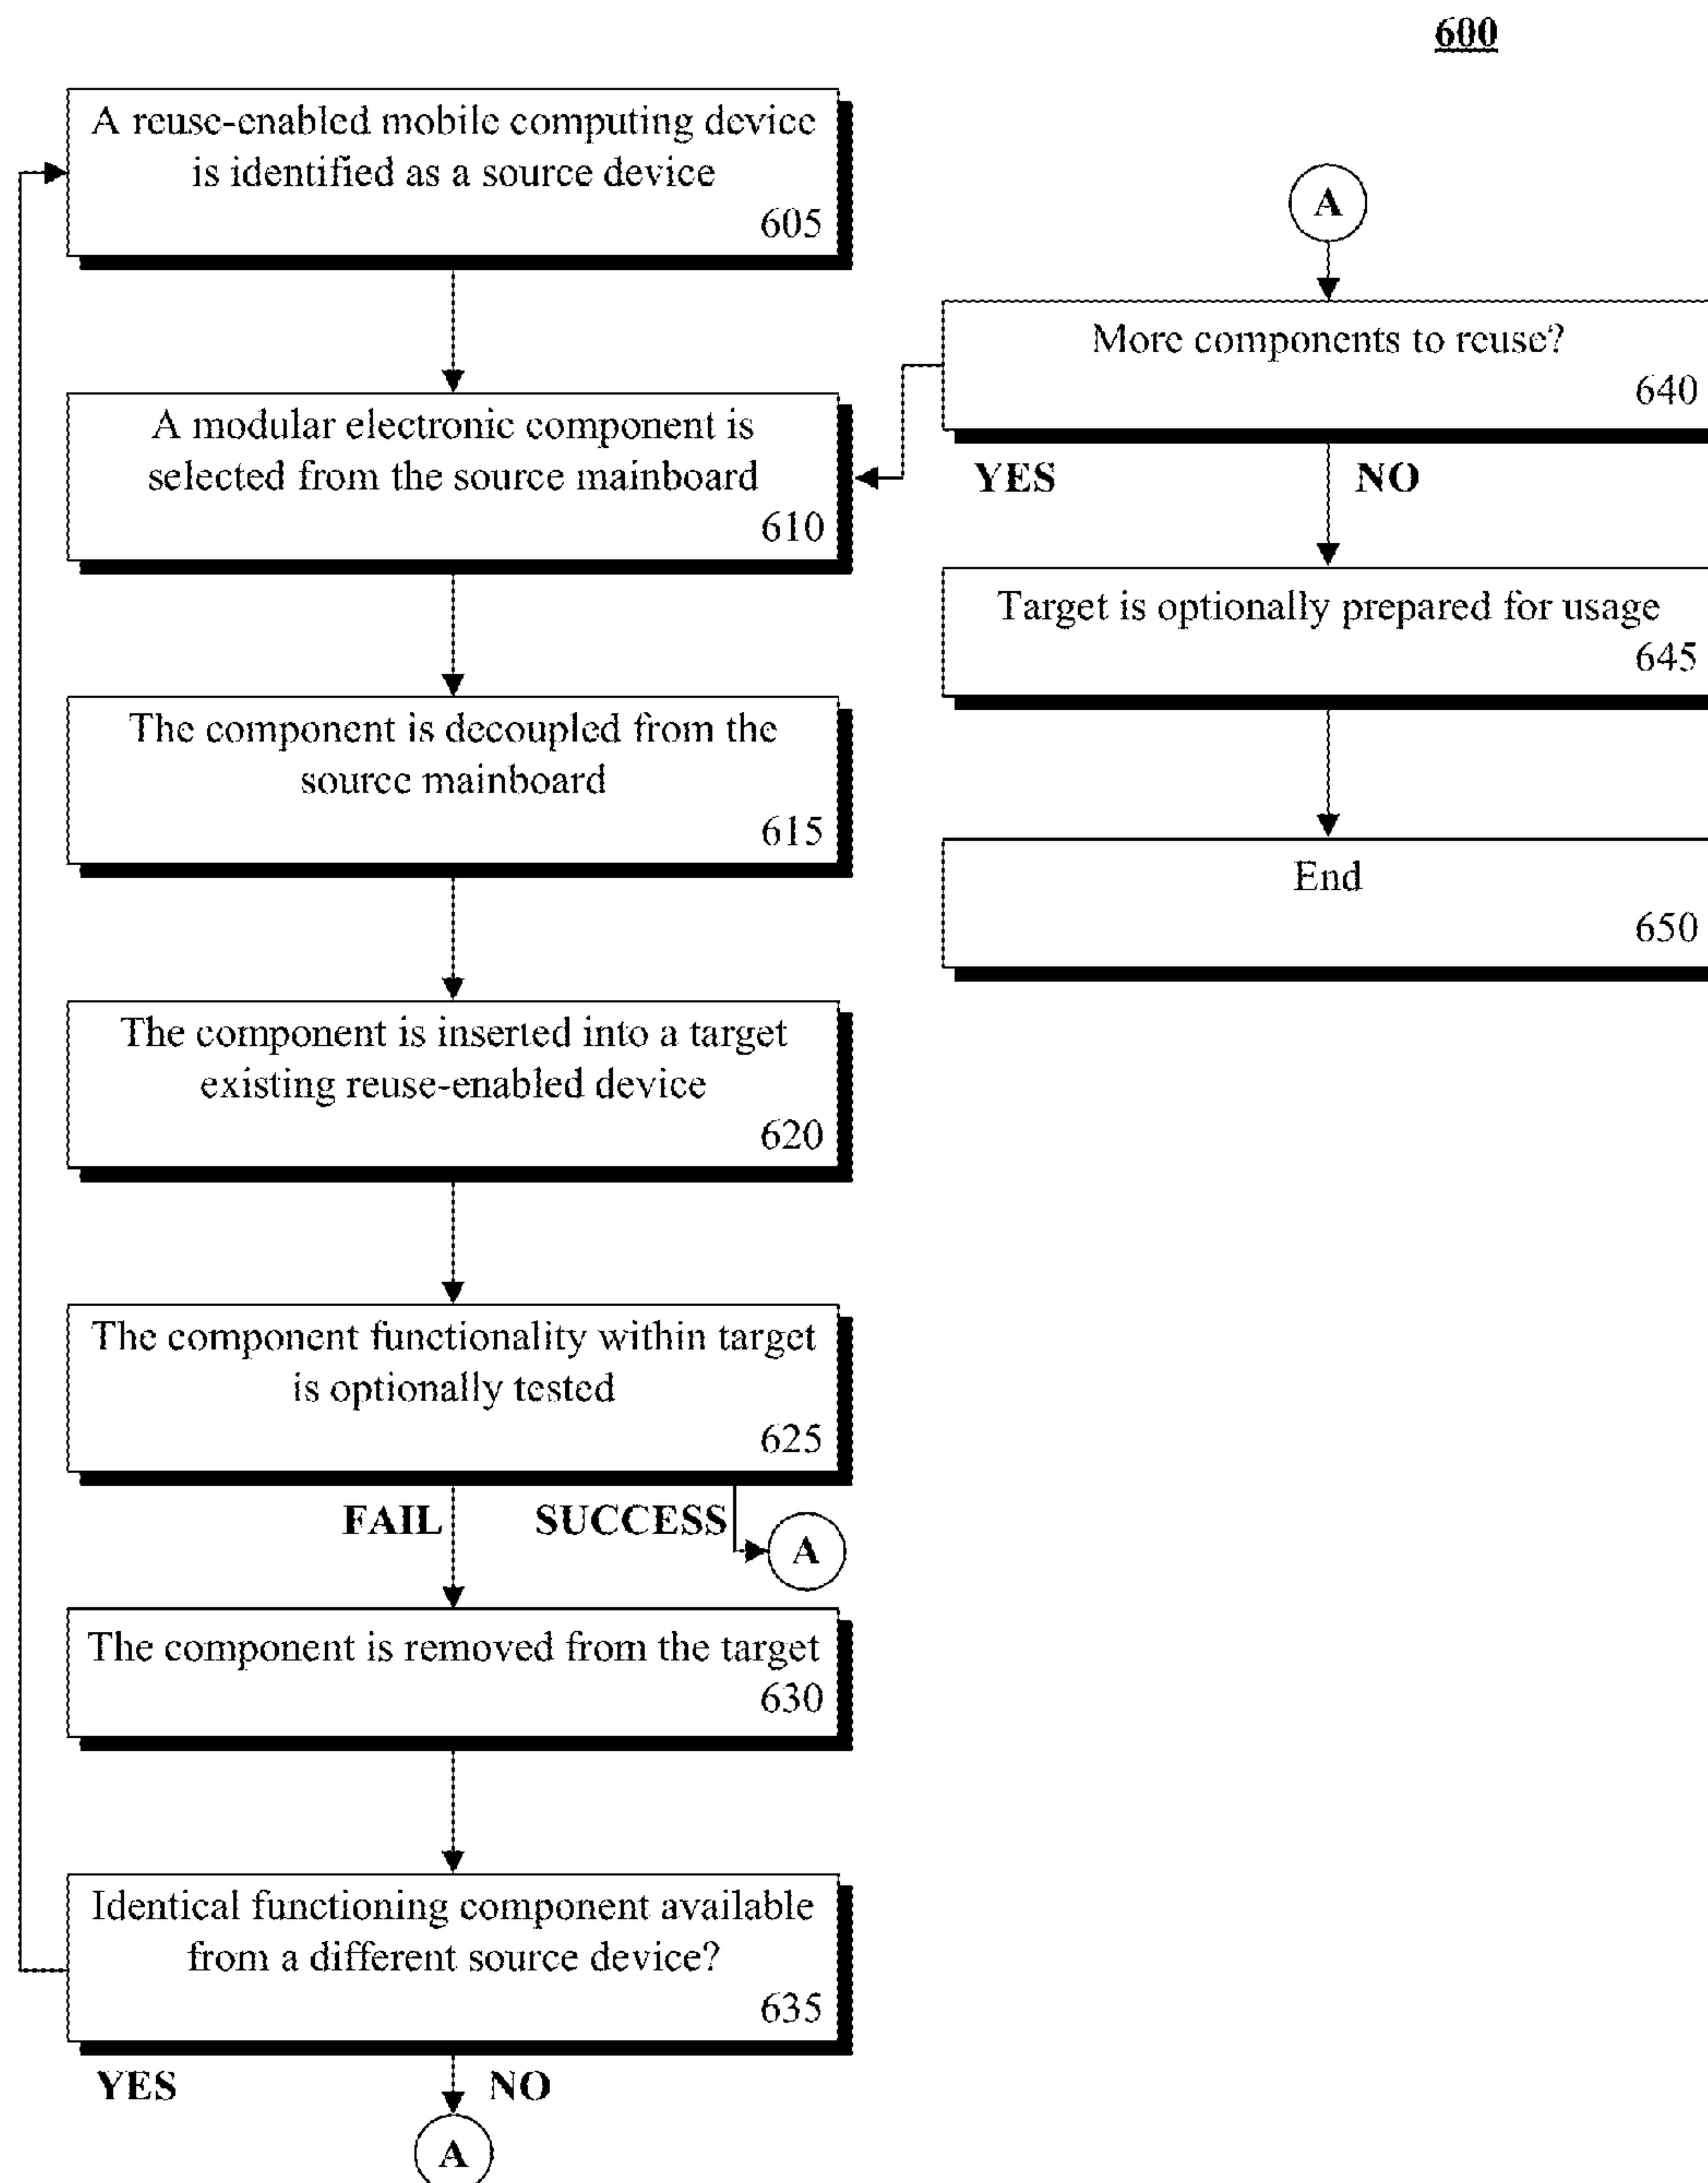 600
A reuse-enabled mobile computing device
is identified as a source device
605
A modular electronic component is
selected from the source mainboard
610
The component is decoupled from the
source mainboard
615
The component is inserted into a target
existing reuse-enabled device
620
The component functionality within target
is optionally tested
625
FAIL
SUCCESS
A
The component is removed from the target
630
Identical functioning component available
from a different source device?
635
YES
NO
A
A
More components to reuse?
640
YES
NO
Target is optionally prepared for usage
645
End
650